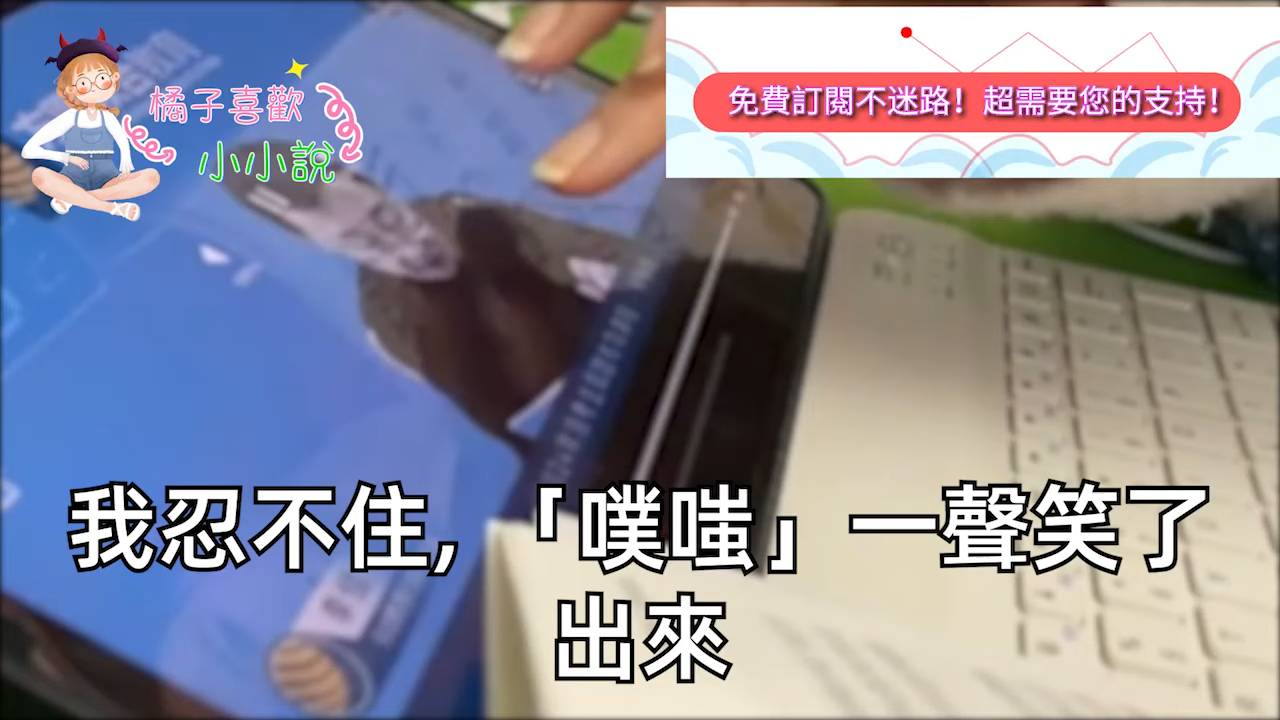 橘子喜歡
小小說
免費訂閱不迷路！超需要您的支持！
我忍不住,「噗嗤」一聲笑了
出來